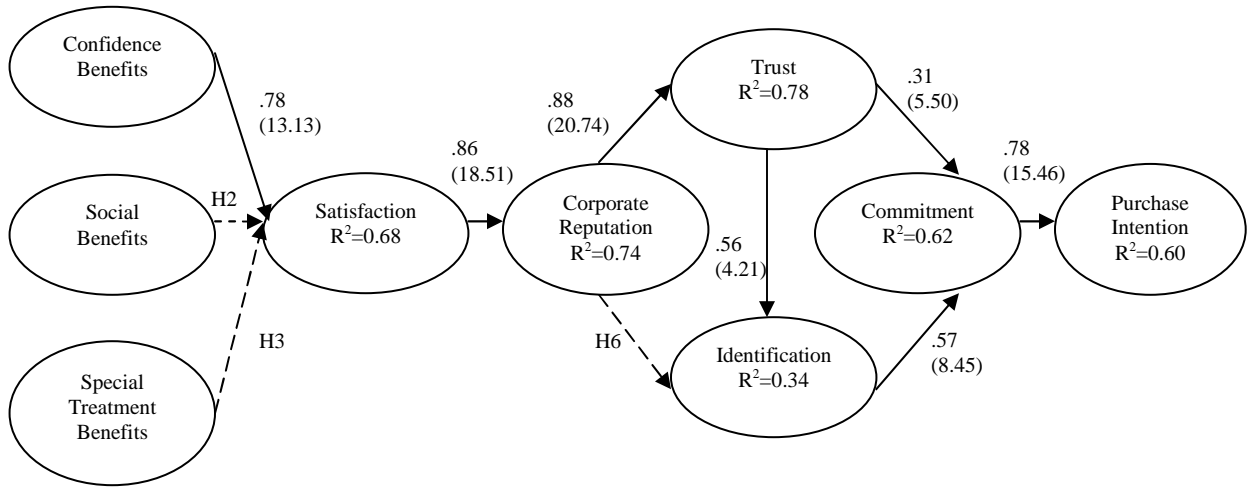 Confidence
Benefits
.78
(13.13)
Social
Benefits
H2
Special
Treatment
Benefits
H3
Satisfaction
R²=0.68
.86
(18.51)
Corporate
Reputation
R²=0.74
.88
(20.74)
H6
Trust
R²=0.78
.56
(4.21)
Identification
R²=0.34
.31
(5.50)
.57
(8.45)
Commitment
R²=0.62
.78
(15.46)
Purchase
Intention
R²=0.60